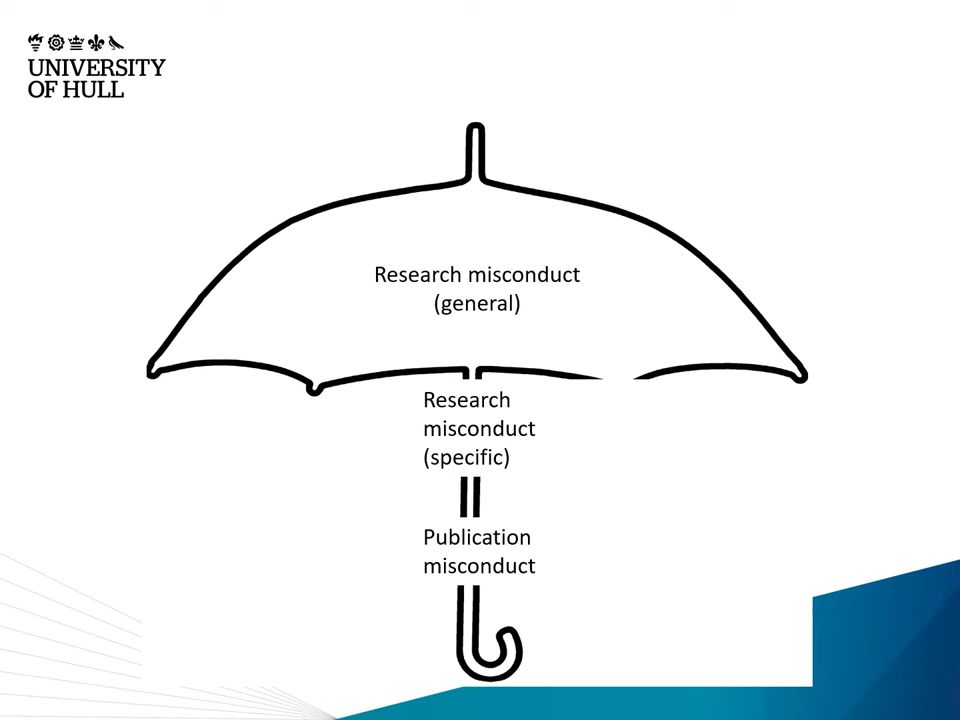 UNIVERSITY
OF HULL
Research misconduct
(general)
Research
misconduct
(specific)
Publication
misconduct